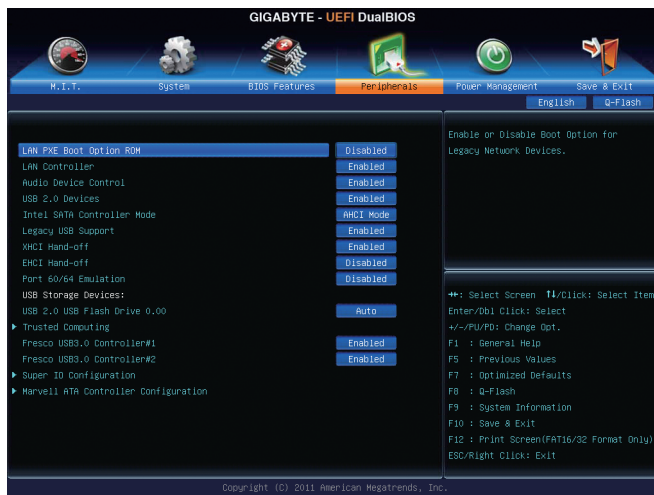 GIGABYTE - UEFI DualBIOS
M.I.T. System BIOS Features Peripherals Power Management Save & Exit
English Q-Flash
LAN PXE Boot Option ROM Disabled
LAN Controller Enabled
Audio Device Control Enabled
USB 2.0 Devices Enabled
Intel SATA Controller Mode AHCI Mode
Legacy USB Support Enabled
XHCI Hand-off Enabled
EHCI Hand-off Disabled
Port 60/64 Emulation Disabled
USB Storage Devices:
USB 2.0 USB Flash Drive 0.00 Auto
Trusted Computing
Fresco USB3.0 Controller#1 Enabled
Fresco USB3.0 Controller#2 Enabled
Super IO Configuration
Marvell ATA Controller Configuration
Enable or Disable Boot Option for
Legacy Network Devices.
→←: Select Screen ↑↓/Click: Select Item
Enter/Dbl Click: Select
+/-/PU/PD: Change Opt.
F1 : General Help
F5 : Previous Values
F7 : Optimized Defaults
F8 : Q-Flash
F9 : System Information
F10 : Save & Exit
F12 : Print Screen(FAT16/32 Format Only)
ESC/Right Click: Exit
Copyright (C) 2011 American Megatrends, Inc.